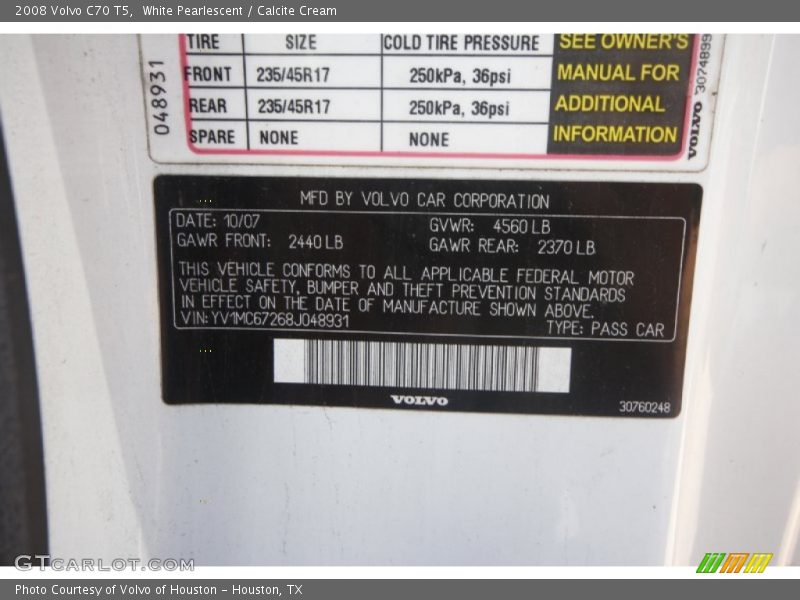 2008 Volvo C70 T5, White Pearlescent / Calcite Cream
TIRE SIZE COLD TIRE PRESSURE
FRONT 235/45R17 250kPa, 36psi
REAR 235/45R17 250kPa, 36psi
SPARE NONE NONE
SEE OWNER'S
MANUAL FOR
ADDITIONAL
INFORMATION
048931
VOLVO
MFD BY VOLVO CAR CORPORATION
DATE: 10/07 GVWR: 4560 LB
GAWR FRONT: 2440 LB GAWR REAR: 2370 LB
THIS VEHICLE CONFORMS TO ALL APPLICABLE FEDERAL MOTOR
VEHICLE SAFETY, BUMPER AND THEFT PREVENTION STANDARDS
IN EFFECT ON THE DATE OF MANUFACTURE SHOWN ABOVE.
VIN: YV1MC67268J048931 TYPE: PASS CAR
VOLVO
30760248
GTCARLOT.COM
Photo Courtesy of Volvo of Houston - Houston, TX